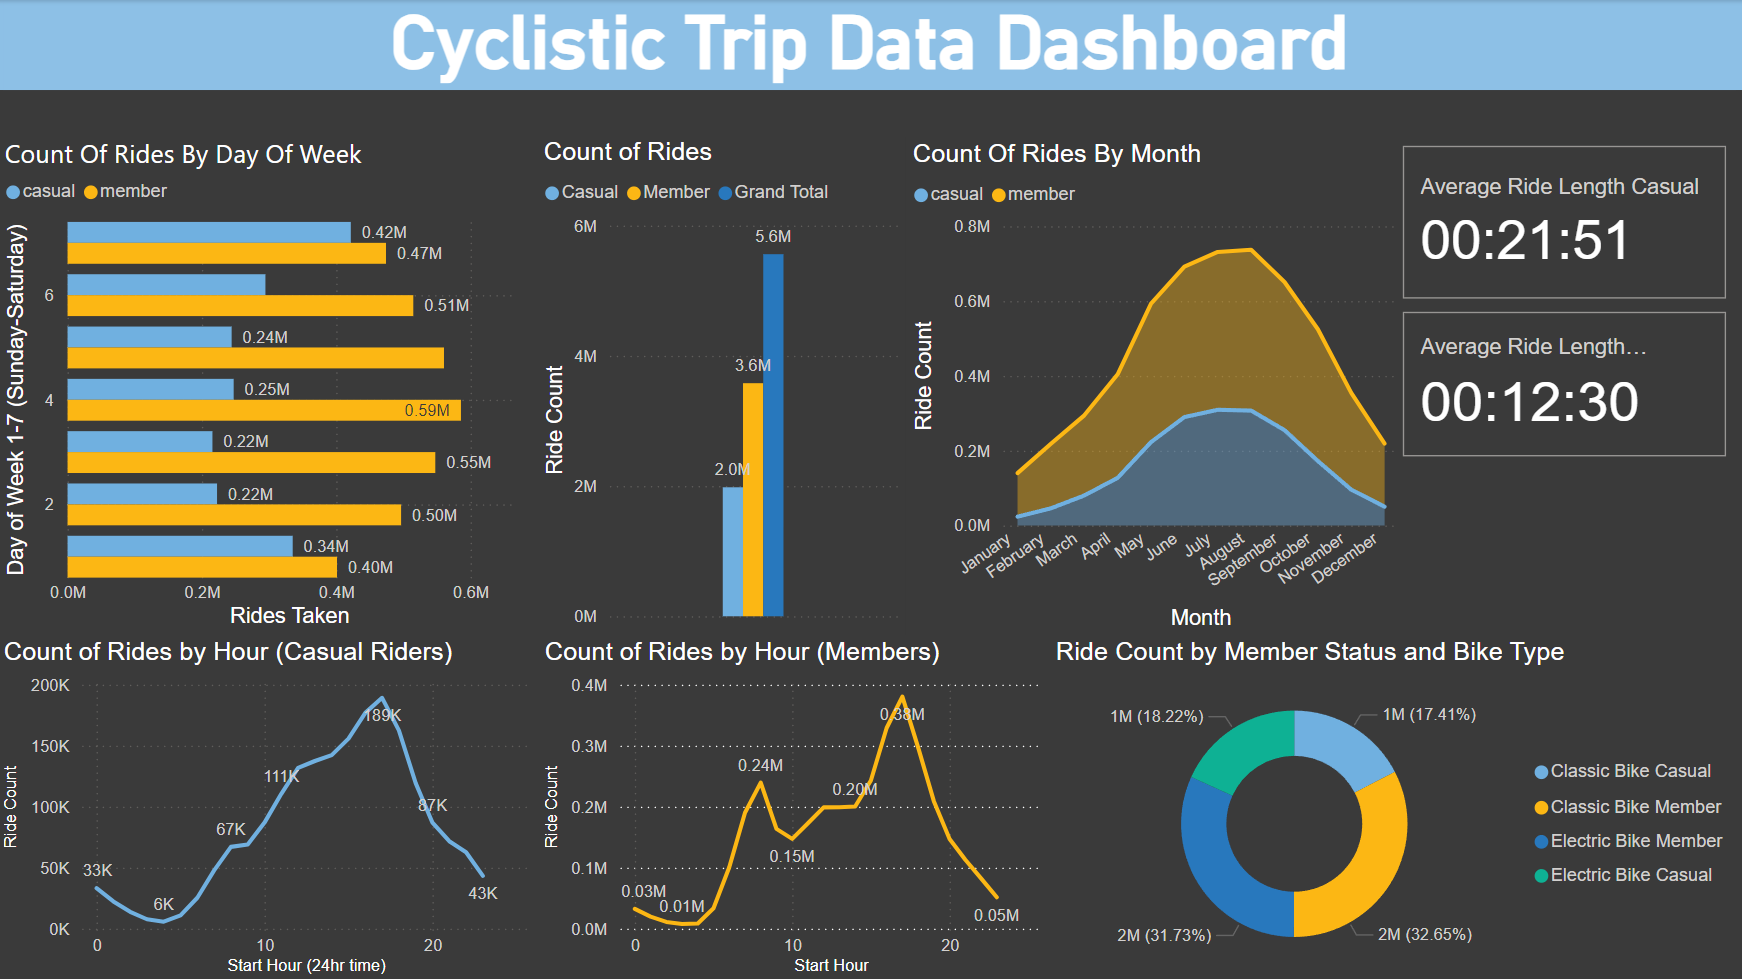 Cyclistic Trip Data Dashboard
Count Of Rides By Day Of Week
casual member
Day of Week 1-7 (Sunday-Saturday)
0.42M
0.47M
6
0.51M
0.24M
0.25M
4
0.59M
0.22M
0.55M
0.22M
2
0.50M
0.34M
0.40M
0.0M 0.2M 0.4M 0.6M
Rides Taken
Count of Rides
Casual Member Grand Total
Ride Count
6M
5.6M
4M
3.6M
2.0M
2M
0M
Count Of Rides By Month
casual member
Ride Count
0.8M
0.6M
0.4M
0.2M
0.0M
January February March April May June July August September October November December
Month
Average Ride Length Casual
00:21:51
Average Ride Length…
00:12:30
Count of Rides by Hour (Casual Riders)
Ride Count
200K
189K
150K
111K
100K
87K
67K
50K
33K
6K
43K
0K
0 10 20
Start Hour (24hr time)
Count of Rides by Hour (Members)
Ride Count
0.4M
0.38M
0.3M
0.24M
0.20M
0.2M
0.15M
0.1M
0.03M
0.01M
0.05M
0.0M
0 10 20
Start Hour
Ride Count by Member Status and Bike Type
1M (18.22%)
1M (17.41%)
2M (31.73%)
2M (32.65%)
Classic Bike Casual
Classic Bike Member
Electric Bike Member
Electric Bike Casual